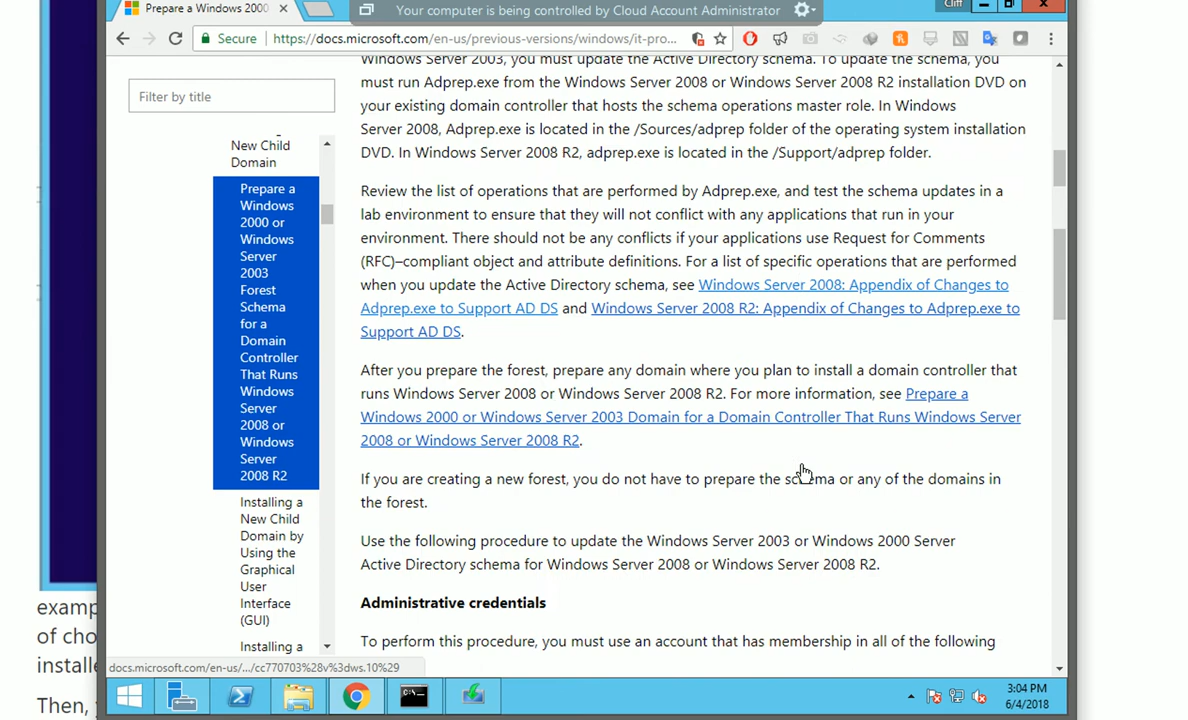 Prepare a Windows 2000
Your computer is being controlled by Cloud Account Administrator
Cliff
Secure
https://docs.microsoft.com/en-us/previous-versions/windows/it-pro...
Filter by title
New Child
Domain
Prepare a
Windows
2000 or
Windows
Server
2003
Forest
Schema
for a
Domain
Controller
That Runs
Windows
Server
2008 or
Windows
Server
2008 R2
Installing a
New Child
Domain by
Using the
Graphical
User
Interface
(GUI)
Installing a
Windows Server 2003, you must update the Active Directory schema. To update the schema, you
must run Adprep.exe from the Windows Server 2008 or Windows Server 2008 R2 installation DVD on
your existing domain controller that hosts the schema operations master role. In Windows
Server 2008, Adprep.exe is located in the /Sources/adprep folder of the operating system installation
DVD. In Windows Server 2008 R2, adprep.exe is located in the /Support/adprep folder.
Review the list of operations that are performed by Adprep.exe, and test the schema updates in a
lab environment to ensure that they will not conflict with any applications that run in your
environment. There should not be any conflicts if your applications use Request for Comments
(RFC)–compliant object and attribute definitions. For a list of specific operations that are performed
when you update the Active Directory schema, see Windows Server 2008: Appendix of Changes to
Adprep.exe to Support AD DS and Windows Server 2008 R2: Appendix of Changes to Adprep.exe to
Support AD DS.
After you prepare the forest, prepare any domain where you plan to install a domain controller that
runs Windows Server 2008 or Windows Server 2008 R2. For more information, see Prepare a
Windows 2000 or Windows Server 2003 Domain for a Domain Controller That Runs Windows Server
2008 or Windows Server 2008 R2.
If you are creating a new forest, you do not have to prepare the schema or any of the domains in
the forest.
Use the following procedure to update the Windows Server 2003 or Windows 2000 Server
Active Directory schema for Windows Server 2008 or Windows Server 2008 R2.
Administrative credentials
To perform this procedure, you must use an account that has membership in all of the following
docs.microsoft.com/en-us/.../cc770703%28v%3dws.10%29
3:04 PM
6/4/2018
examp
of cho
installe
Then,